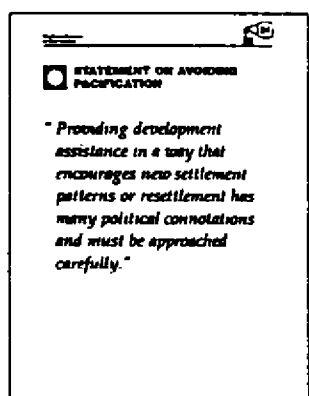 STATEMENT ON AVOIDING
PACIFICATION
" Providing development
assistance in a way that
encourages new settlement
patterns or resettlement has
many political connotations
and must be approached
carefully."